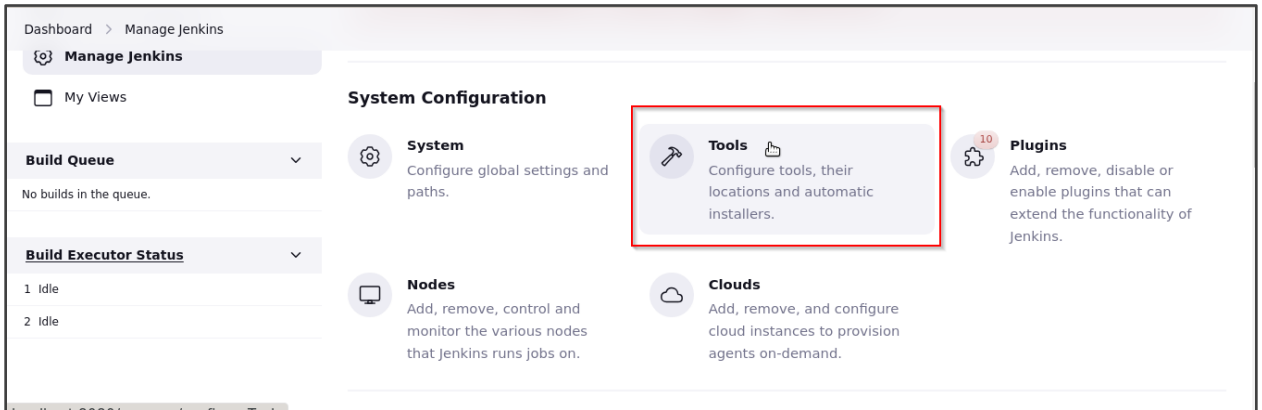 Dashboard > Manage Jenkins
Manage Jenkins
My Views
Build Queue
No builds in the queue.
Build Executor Status
1 Idle
2 Idle
System Configuration
System
Configure global settings and
paths.
Tools
Configure tools, their
locations and automatic
installers.
10
Plugins
Add, remove, disable or
enable plugins that can
extend the functionality of
Jenkins.
Nodes
Add, remove, control and
monitor the various nodes
that Jenkins runs jobs on.
Clouds
Add, remove, and configure
cloud instances to provision
agents on-demand.